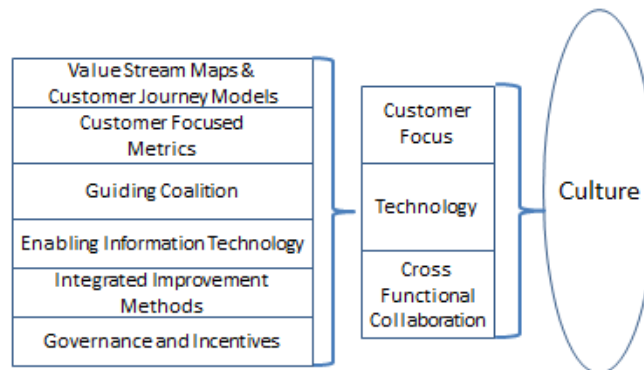 Value Stream Maps &
Customer Journey Models
Customer Focused
Metrics
Guiding Coalition
Enabling Information Technology
Integrated Improvement
Methods
Governance and Incentives
Customer
Focus
Technology
Cross
Functional
Collaboration
Culture